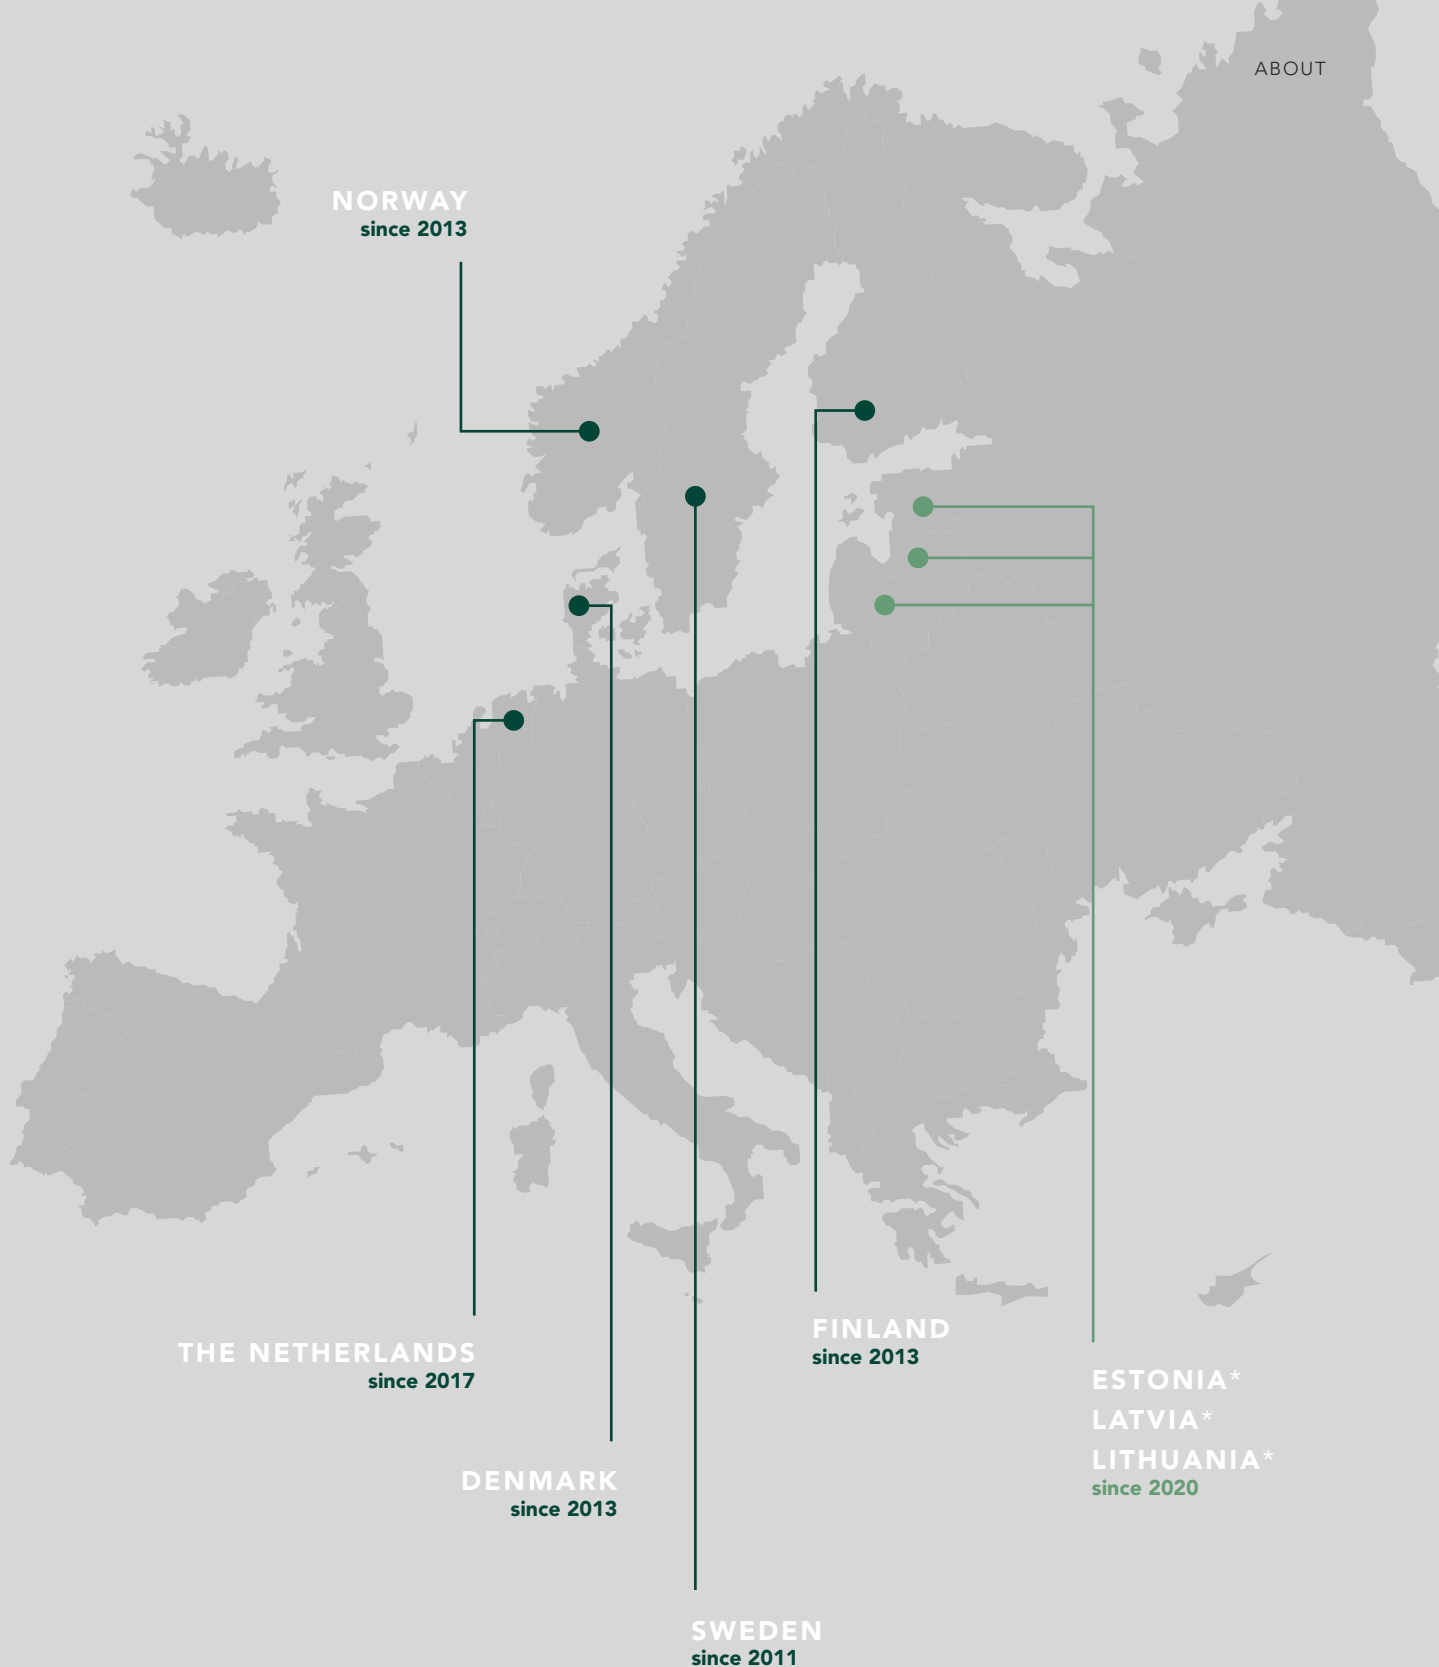 ABOUT
NORWAY
since 2013
FINLAND
since 2013
THE NETHERLANDS
since 2017
ESTONIA*
LATVIA*
LITHUANIA*
since 2020
DENMARK
since 2013
SWEDEN
since 2011